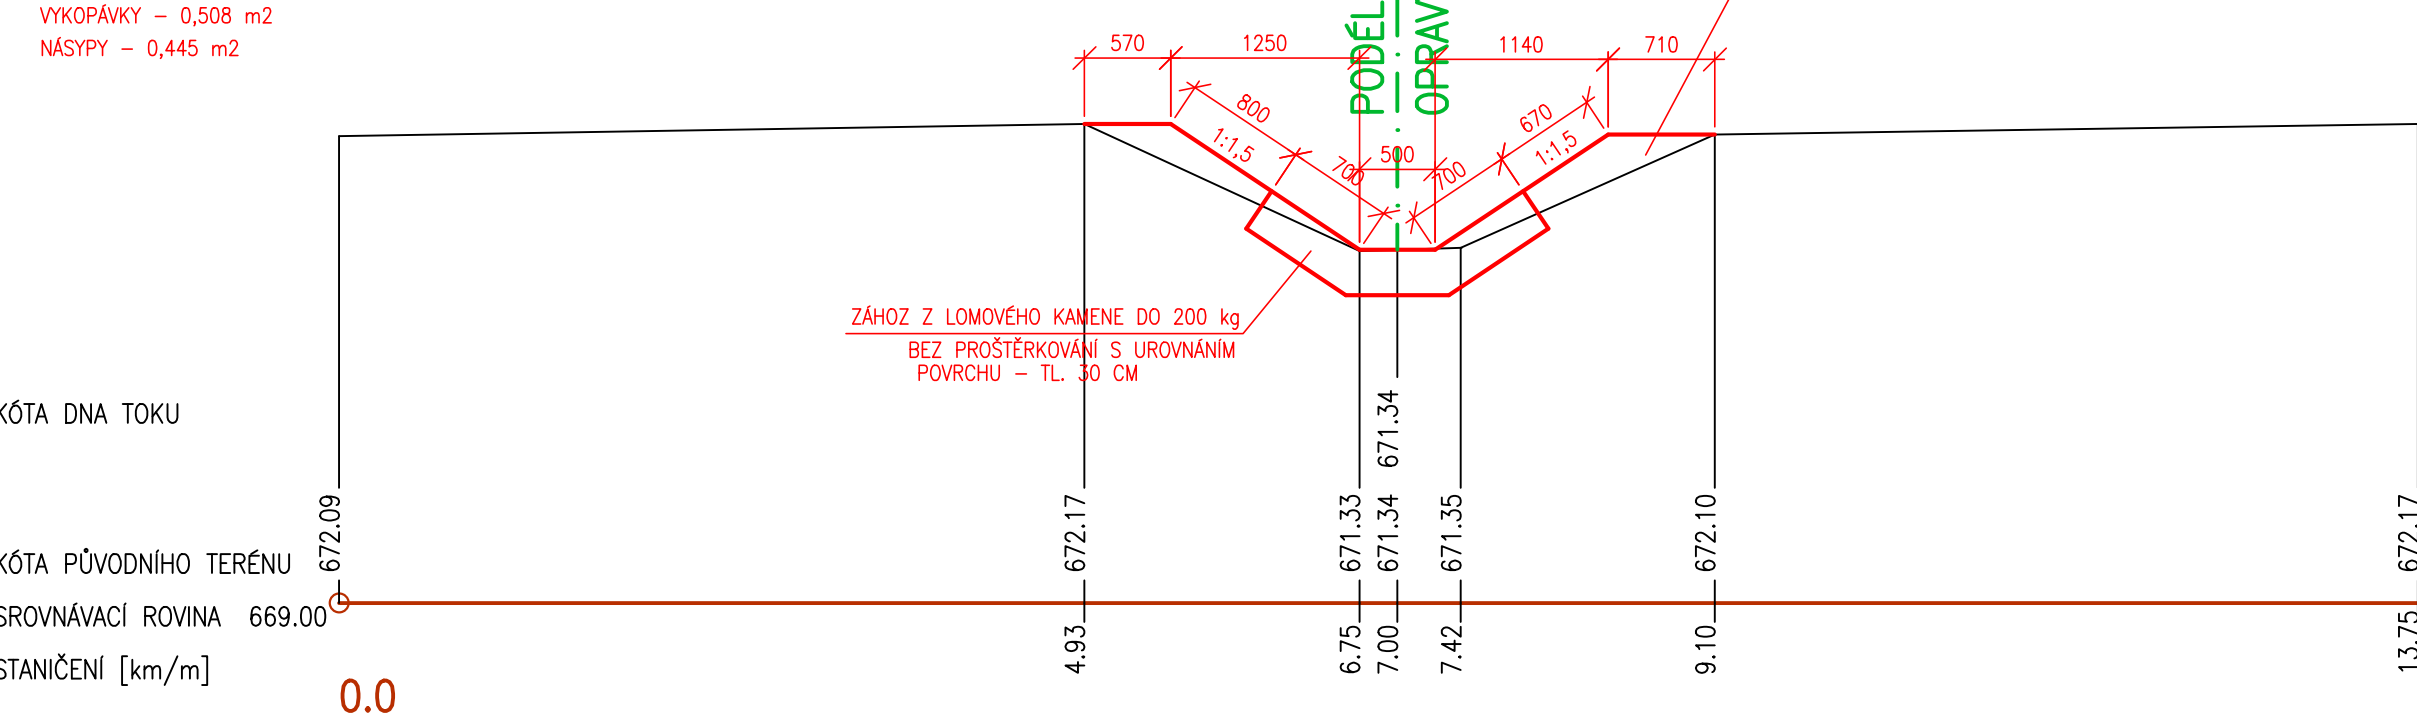 VYKOPÁVKY – 0,508 m2
NÁSYPY – 0,445 m2
570
1250
1140
710
PODÉL
OPRAV
800
1:1,5
700
500
700
670
1:1,5
ZÁHOZ Z LOMOVÉHO KAMENE DO 200 kg
BEZ PROŠTĚRKOVÁNÍ S UROVNÁNÍM
POVRCHU – TL. 30 CM
KÓTA DNA TOKU
671.34
KÓTA PŮVODNÍHO TERÉNU
672.09
672.17
671.33
671.34
671.35
672.10
672.17
SROVNÁVACÍ ROVINA 669.00
STANIČENÍ [km/m]
4.93
6.75
7.00
7.42
9.10
13.75
0.0